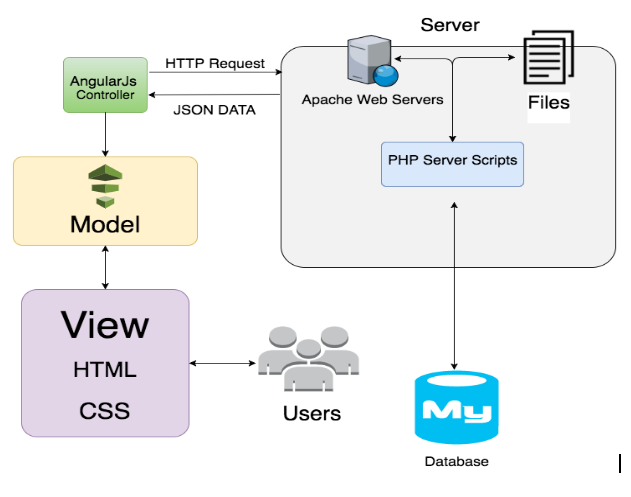 Server
HTTP Request
AngularJs
Controller
JSON DATA
Apache Web Servers
Files
PHP Server Scripts
Model
View
HTML
CSS
Users
My
Database